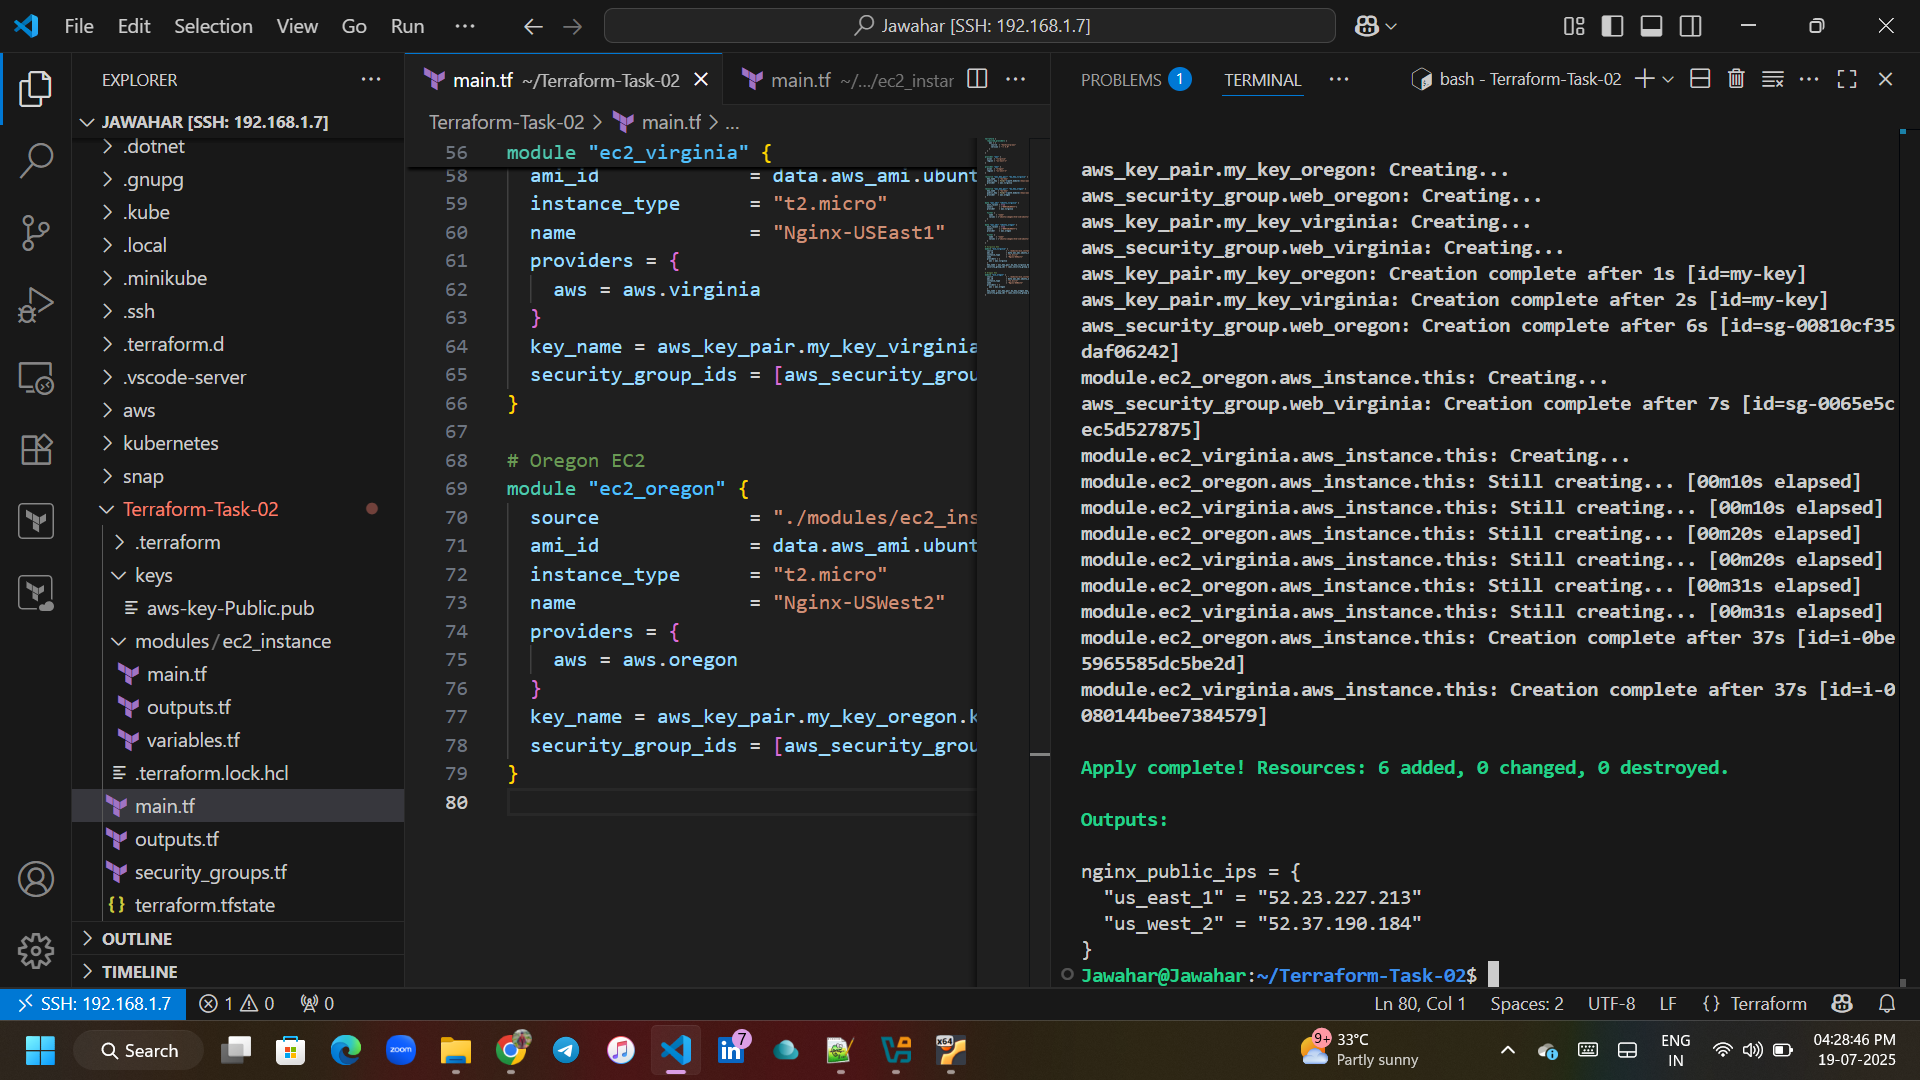 File Edit Selection View Go Run ··· Jawahar [SSH: 192.168.1.7]
EXPLORER
JAWAHAR [SSH: 192.168.1.7]
.dotnet
.gnupg
.kube
.local
.minikube
.ssh
.terraform.d
.vscode-server
aws
kubernetes
snap
Terraform-Task-02
.terraform
keys
aws-key-Public.pub
modules/ec2_instance
main.tf
outputs.tf
variables.tf
.terraform.lock.hcl
main.tf
outputs.tf
security_groups.tf
{} terraform.tfstate
OUTLINE
TIMELINE
main.tf ~/Terraform-Task-02 main.tf ~/.../ec2_instar
Terraform-Task-02 > main.tf > ...
56 module "ec2_virginia" {
58 ami_id = data.aws_ami.ubunt
59 instance_type = "t2.micro"
60 name = "Nginx-USEast1"
61 providers = {
62 aws = aws.virginia
63 }
64 key_name = aws_key_pair.my_key_virginia
65 security_group_ids = [aws_security_grou
66 }
67
68 # Oregon EC2
69 module "ec2_oregon" {
70 source = "./modules/ec2_ins
71 ami_id = data.aws_ami.ubunt
72 instance_type = "t2.micro"
73 name = "Nginx-USWest2"
74 providers = {
75 aws = aws.oregon
76 }
77 key_name = aws_key_pair.my_key_oregon.k
78 security_group_ids = [aws_security_grou
79 }
80
PROBLEMS 1 TERMINAL ··· bash - Terraform-Task-02
aws_key_pair.my_key_oregon: Creating...
aws_security_group.web_oregon: Creating...
aws_key_pair.my_key_virginia: Creating...
aws_security_group.web_virginia: Creating...
aws_key_pair.my_key_oregon: Creation complete after 1s [id=my-key]
aws_key_pair.my_key_virginia: Creation complete after 2s [id=my-key]
aws_security_group.web_oregon: Creation complete after 6s [id=sg-00810cf35
daf06242]
module.ec2_oregon.aws_instance.this: Creating...
aws_security_group.web_virginia: Creation complete after 7s [id=sg-0065e5c
ec5d527875]
module.ec2_virginia.aws_instance.this: Creating...
module.ec2_oregon.aws_instance.this: Still creating... [00m10s elapsed]
module.ec2_virginia.aws_instance.this: Still creating... [00m10s elapsed]
module.ec2_oregon.aws_instance.this: Still creating... [00m20s elapsed]
module.ec2_virginia.aws_instance.this: Still creating... [00m20s elapsed]
module.ec2_oregon.aws_instance.this: Still creating... [00m31s elapsed]
module.ec2_virginia.aws_instance.this: Still creating... [00m31s elapsed]
module.ec2_oregon.aws_instance.this: Creation complete after 37s [id=i-0be
5965585dc5be2d]
module.ec2_virginia.aws_instance.this: Creation complete after 37s [id=i-0
080144bee7384579]
Apply complete! Resources: 6 added, 0 changed, 0 destroyed.
Outputs:
nginx_public_ips = {
"us_east_1" = "52.23.227.213"
"us_west_2" = "52.37.190.184"
}
Jawahar@Jawahar:~/Terraform-Task-02$
SSH: 192.168.1.7 1 0 0 Ln 80, Col 1 Spaces: 2 UTF-8 LF {} Terraform
Search zoom 7 x64 9+ 33°C
Partly sunny
ENG
IN
04:28:46 PM
19-07-2025